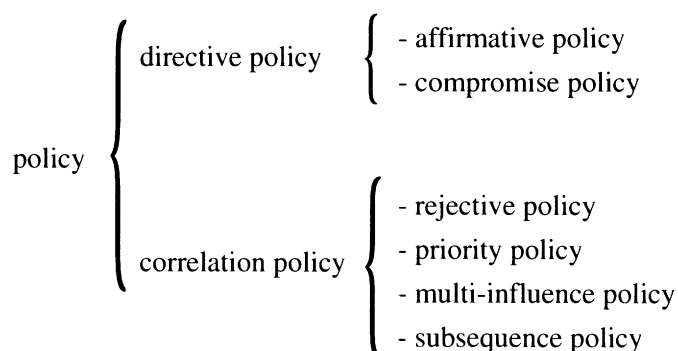 policy
directive policy
- affirmative policy
- compromise policy
correlation policy
- rejective policy
- priority policy
- multi-influence policy
- subsequence policy